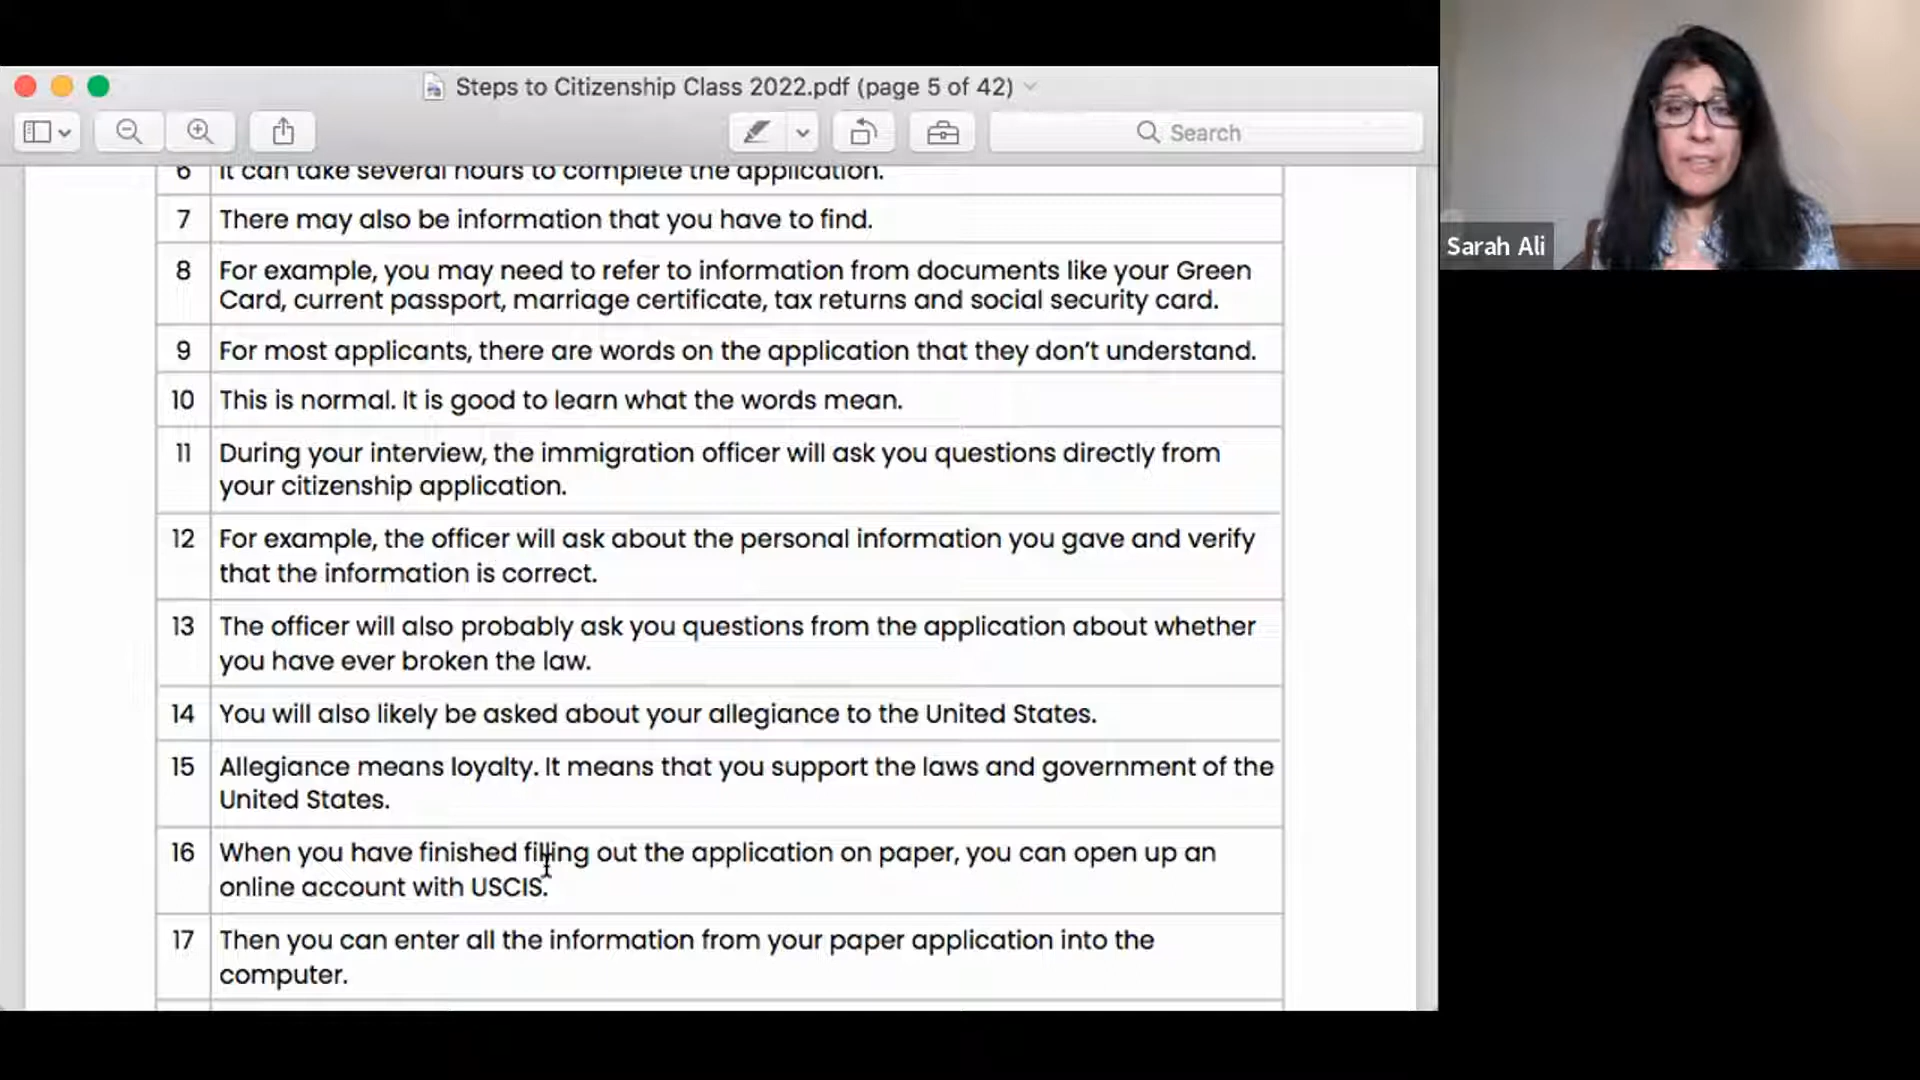 Steps to Citizenship Class 2022.pdf (page 5 of 42)
Search
6 It can take several hours to complete the application.
7 There may also be information that you have to find.
8 For example, you may need to refer to information from documents like your Green
Card, current passport, marriage certificate, tax returns and social security card.
9 For most applicants, there are words on the application that they don't understand.
10 This is normal. It is good to learn what the words mean.
11 During your interview, the immigration officer will ask you questions directly from
your citizenship application.
12 For example, the officer will ask about the personal information you gave and verify
that the information is correct.
13 The officer will also probably ask you questions from the application about whether
you have ever broken the law.
14 You will also likely be asked about your allegiance to the United States.
15 Allegiance means loyalty. It means that you support the laws and government of the
United States.
16 When you have finished filling out the application on paper, you can open up an
online account with USCIS.
17 Then you can enter all the information from your paper application into the
computer.
Sarah Ali